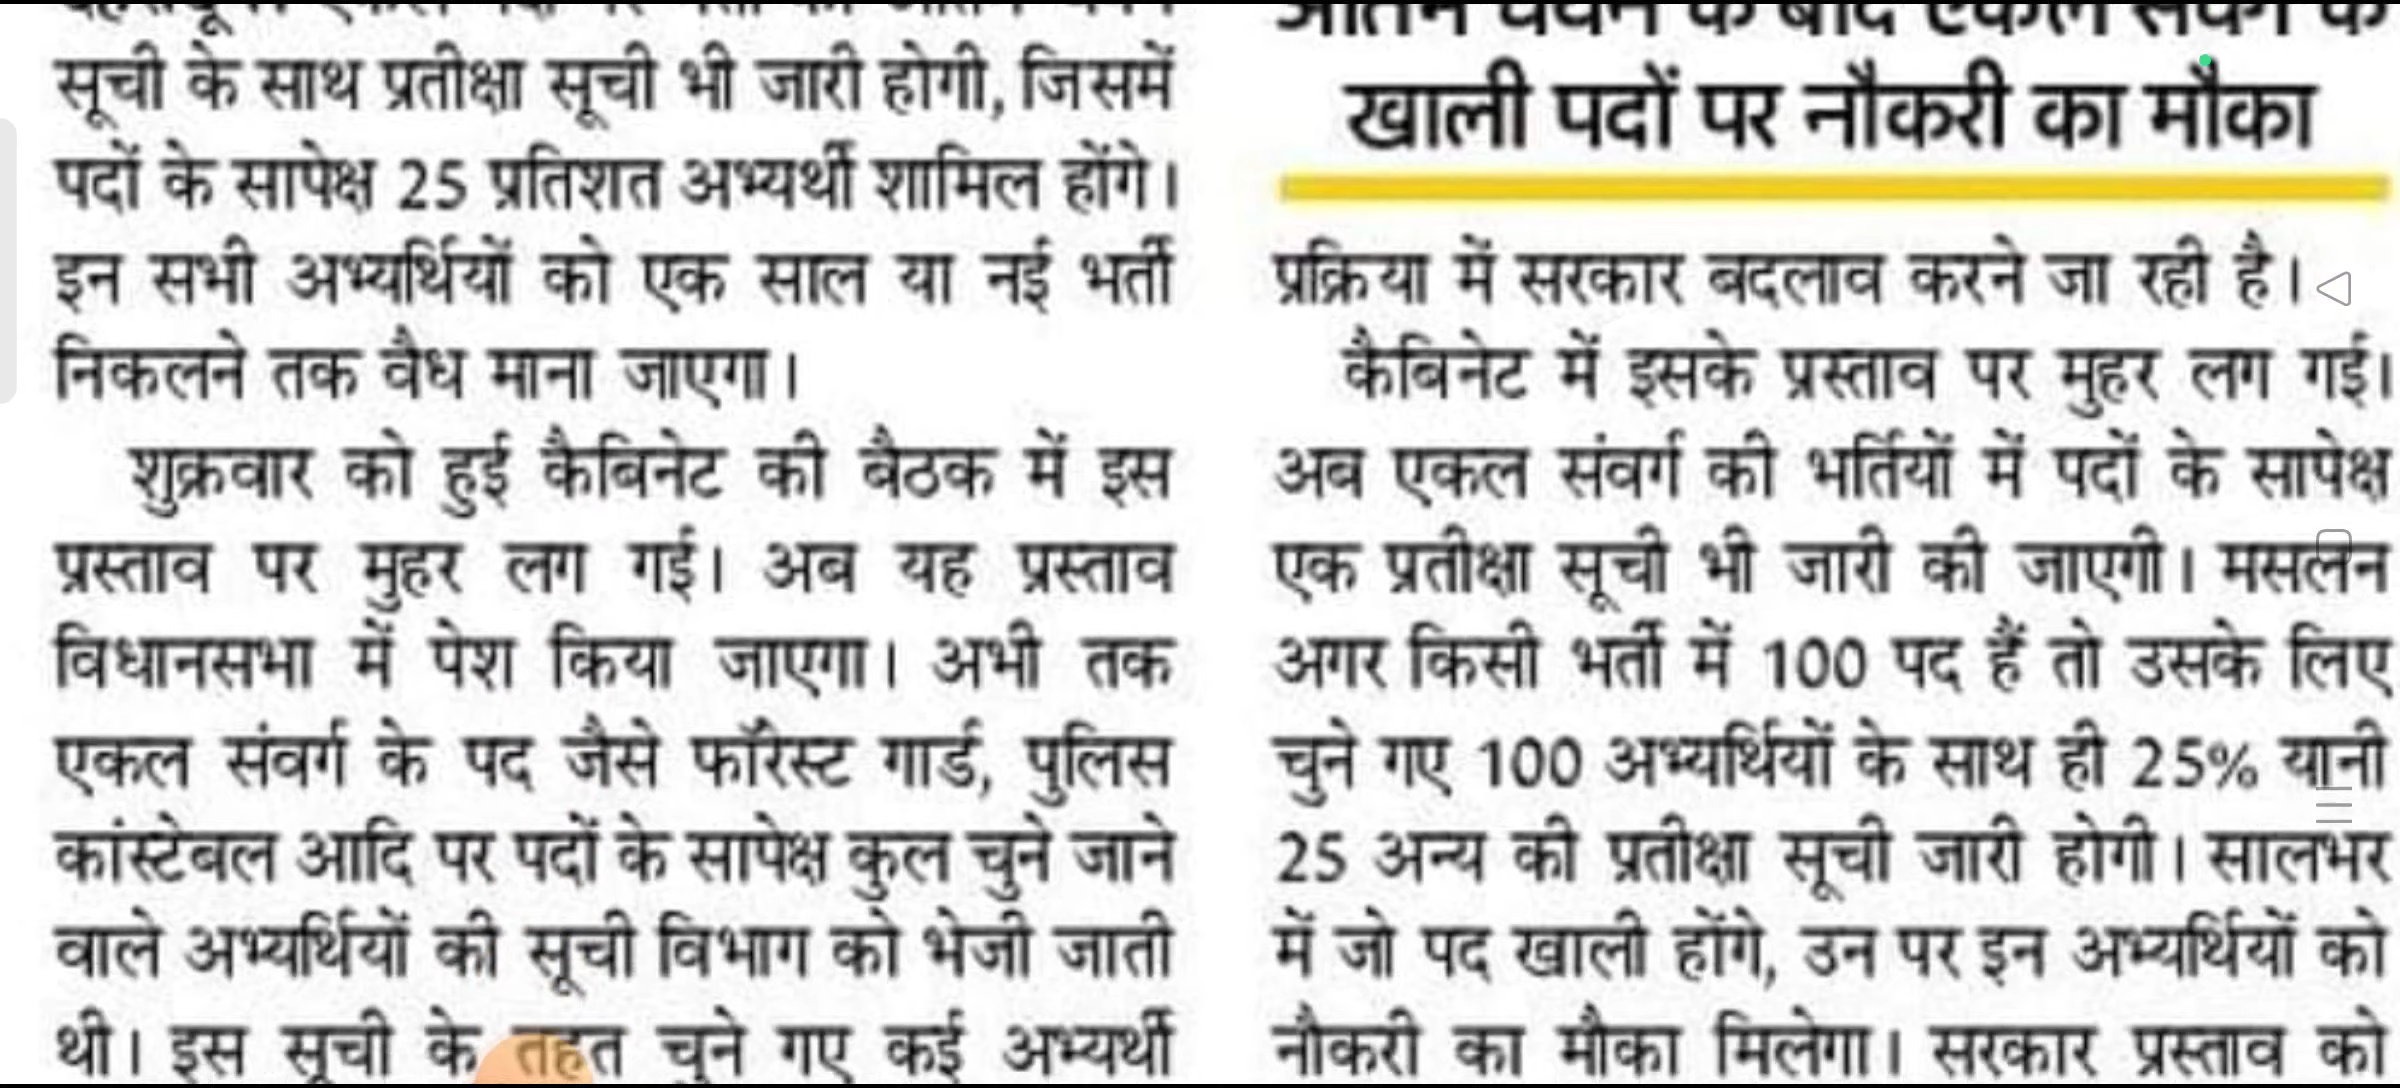 सूची के साथ प्रतीक्षा सूची भी जारी होगी, जिसमें
पदों के सापेक्ष 25 प्रतिशत अभ्यर्थी शामिल होंगे।
इन सभी अभ्यर्थियों को एक साल या नई भर्ती
निकलने तक वैध माना जाएगा।
शुक्रवार को हुई कैबिनेट की बैठक में इस
प्रस्ताव पर मुहर लग गई। अब यह प्रस्ताव
विधानसभा में पेश किया जाएगा। अभी तक
एकल संवर्ग के पद जैसे फॉरेस्ट गार्ड, पुलिस
कांस्टेबल आदि पर पदों के सापेक्ष कुल चुने जाने
वाले अभ्यर्थियों की सूची विभाग को भेजी जाती
थी। इस सूची के तहत चुने गए कई अभ्यर्थी
के बाद एकल संवर्ग के
खाली पदों पर नौकरी का मौका
प्रक्रिया में सरकार बदलाव करने जा रही है।
कैबिनेट में इसके प्रस्ताव पर मुहर लग गई।
अब एकल संवर्ग की भर्तियों में पदों के सापेक्ष
एक प्रतीक्षा सूची भी जारी की जाएगी। मसलन
अगर किसी भर्ती में 100 पद हैं तो उसके लिए
चुने गए 100 अभ्यर्थियों के साथ ही 25% यानी
25 अन्य की प्रतीक्षा सूची जारी होगी। सालभर
में जो पद खाली होंगे, उन पर इन अभ्यर्थियों को
नौकरी का मौका मिलेगा। सरकार प्रस्ताव को